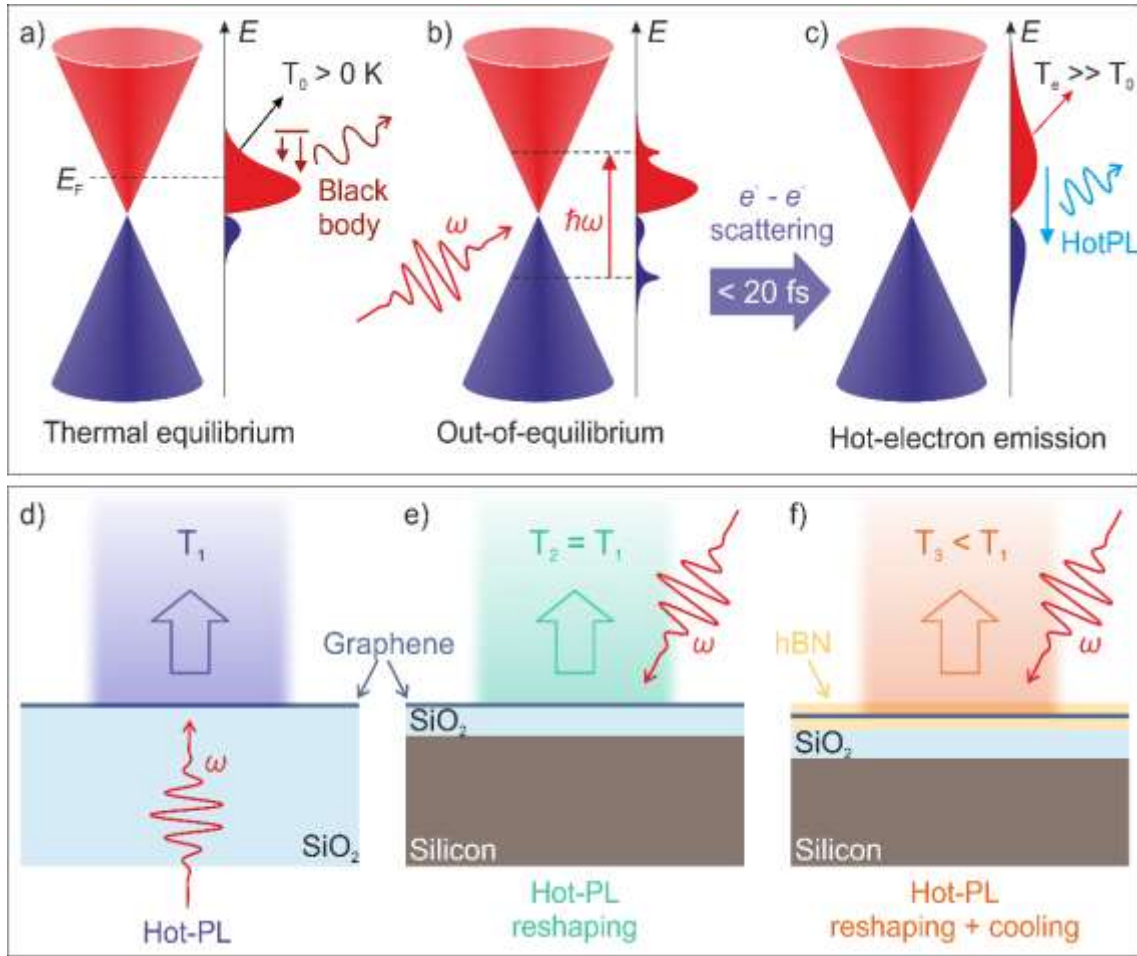 a)
E
T₀ > 0 K
E_F
Black
body
Thermal equilibrium
b)
E
ω
ħω
Out-of-equilibrium
e⁻ - e⁻
scattering
< 20 fs
c)
E
Tₑ >> T₀
HotPL
Hot-electron emission
d)
T₁
Graphene
ω
SiO₂
Hot-PL
e)
T₂ = T₁
ω
SiO₂
Silicon
Hot-PL
reshaping
f)
T₃ < T₁
hBN
ω
SiO₂
Silicon
Hot-PL
reshaping + cooling